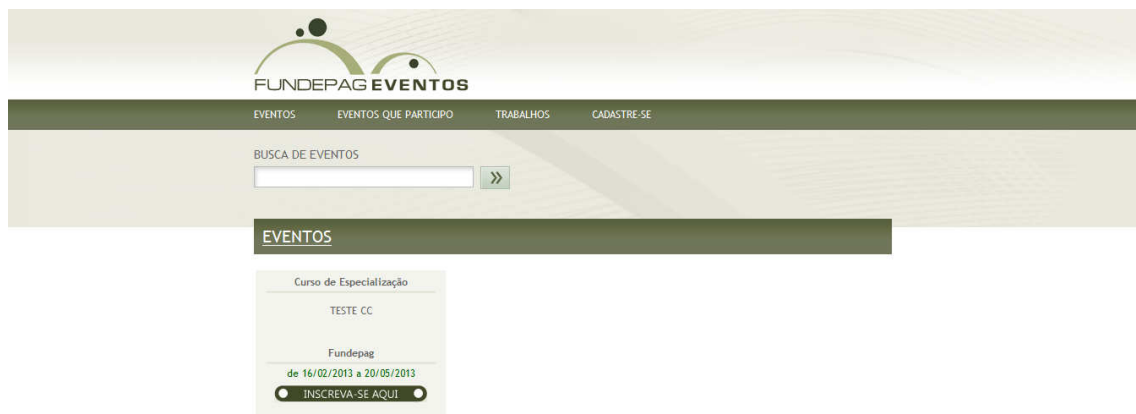 FUNDEPAG EVENTOS
EVENTOS EVENTOS QUE PARTICIPO TRABALHOS CADASTRE-SE
BUSCA DE EVENTOS
»
EVENTOS
Curso de Especialização
TESTE CC
Fundepag
de 16/02/2013 a 20/05/2013
INSCREVA-SE AQUI